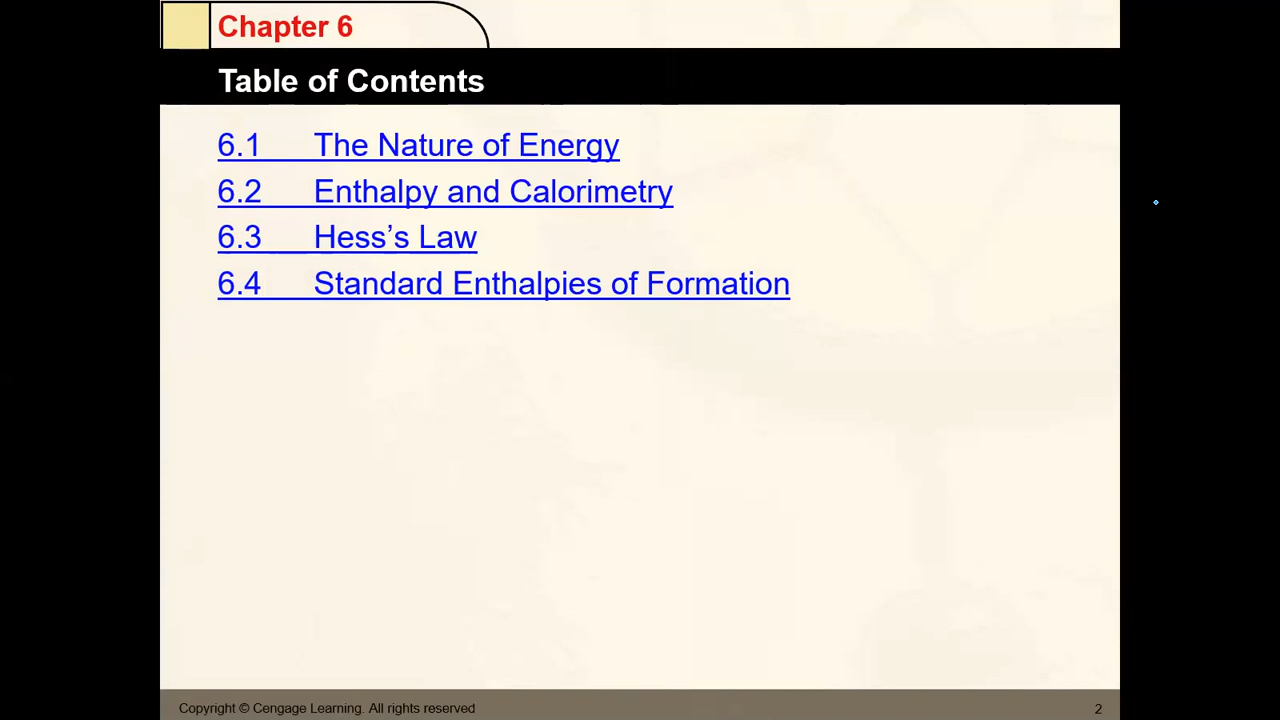 Chapter 6
Table of Contents
6.1 The Nature of Energy
6.2 Enthalpy and Calorimetry
6.3 Hess’s Law
6.4 Standard Enthalpies of Formation
Copyright © Cengage Learning. All rights reserved 2